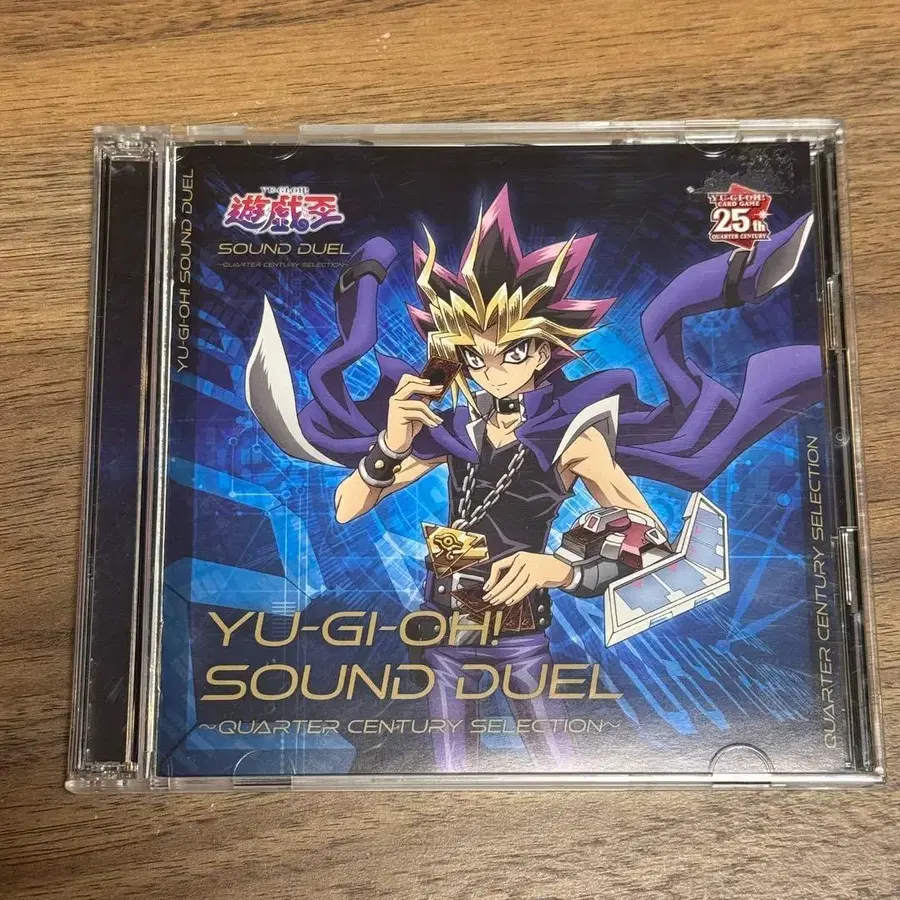 YU-GI-OH! SOUND DUEL
YU-GI-OH!
遊戯王
SOUND DUEL
~QUARTER CENTURY SELECTION~
YU-GI-OH!
CARD GAME
25th
QUARTER CENTURY
YU-GI-OH!
SOUND DUEL
~QUARTER CENTURY SELECTION~
QUARTER CENTURY SELECTION